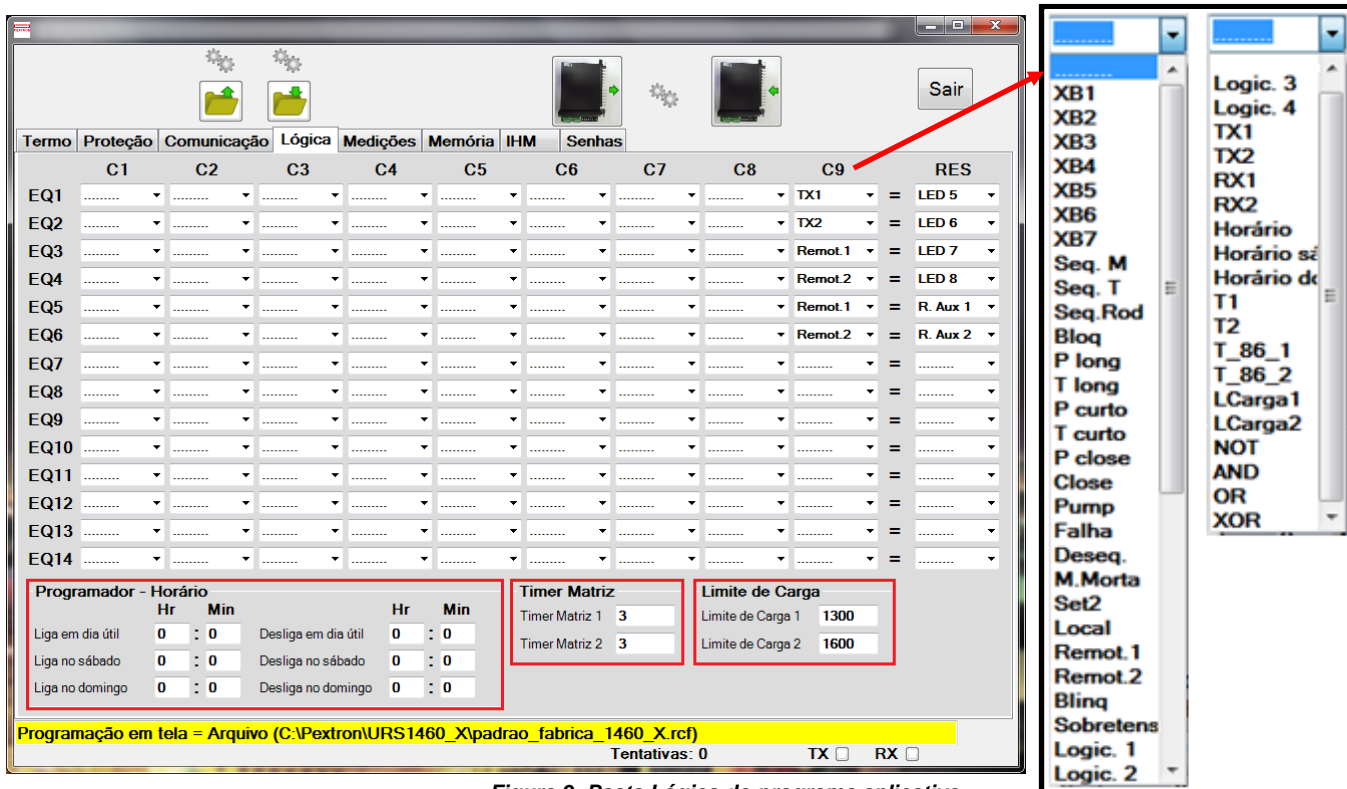 Sair
Termo Proteção Comunicação Lógica Medições Memória IHM Senhas
C1 C2 C3 C4 C5 C6 C7 C8 C9 RES
EQ1 ......... ......... ......... ......... ......... ......... ......... ......... TX1 = LED 5
EQ2 ......... ......... ......... ......... ......... ......... ......... ......... TX2 = LED 6
EQ3 ......... ......... ......... ......... ......... ......... ......... ......... Remot.1 = LED 7
EQ4 ......... ......... ......... ......... ......... ......... ......... ......... Remot.2 = LED 8
EQ5 ......... ......... ......... ......... ......... ......... ......... ......... Remot.1 = R. Aux 1
EQ6 ......... ......... ......... ......... ......... ......... ......... ......... Remot.2 = R. Aux 2
EQ7 ......... ......... ......... ......... ......... ......... ......... ......... ......... = .........
EQ8 ......... ......... ......... ......... ......... ......... ......... ......... ......... = .........
EQ9 ......... ......... ......... ......... ......... ......... ......... ......... ......... = .........
EQ10 ......... ......... ......... ......... ......... ......... ......... ......... ......... = .........
EQ11 ......... ......... ......... ......... ......... ......... ......... ......... ......... = .........
EQ12 ......... ......... ......... ......... ......... ......... ......... ......... ......... = .........
EQ13 ......... ......... ......... ......... ......... ......... ......... ......... ......... = .........
EQ14 ......... ......... ......... ......... ......... ......... ......... ......... ......... = .........
Programador - Horário
Hr Min Hr Min
Liga em dia útil 0 : 0 Desliga em dia útil 0 : 0
Liga no sábado 0 : 0 Desliga no sábado 0 : 0
Liga no domingo 0 : 0 Desliga no domingo 0 : 0
Timer Matriz
Timer Matriz 1 3
Timer Matriz 2 3
Limite de Carga
Limite de Carga 1 1300
Limite de Carga 2 1600
Programação em tela = Arquivo (C:\Pextron\URS1460_X\padrao_fabrica_1460_X.rcf)
Tentativas: 0 TX RX
.........
.........
XB1
XB2
XB3
XB4
XB5
XB6
XB7
Seq. M
Seq. T
Seq.Rod
Bloq
P long
T long
P curto
T curto
P close
Close
Pump
Falha
Deseq.
M.Morta
Set2
Local
Remot.1
Remot.2
Blinq
Sobretens
Logic. 1
Logic. 2
.........
Logic. 3
Logic. 4
TX1
TX2
RX1
RX2
Horário
Horário sá
Horário do
T1
T2
T_86_1
T_86_2
LCarga1
LCarga2
NOT
AND
OR
XOR